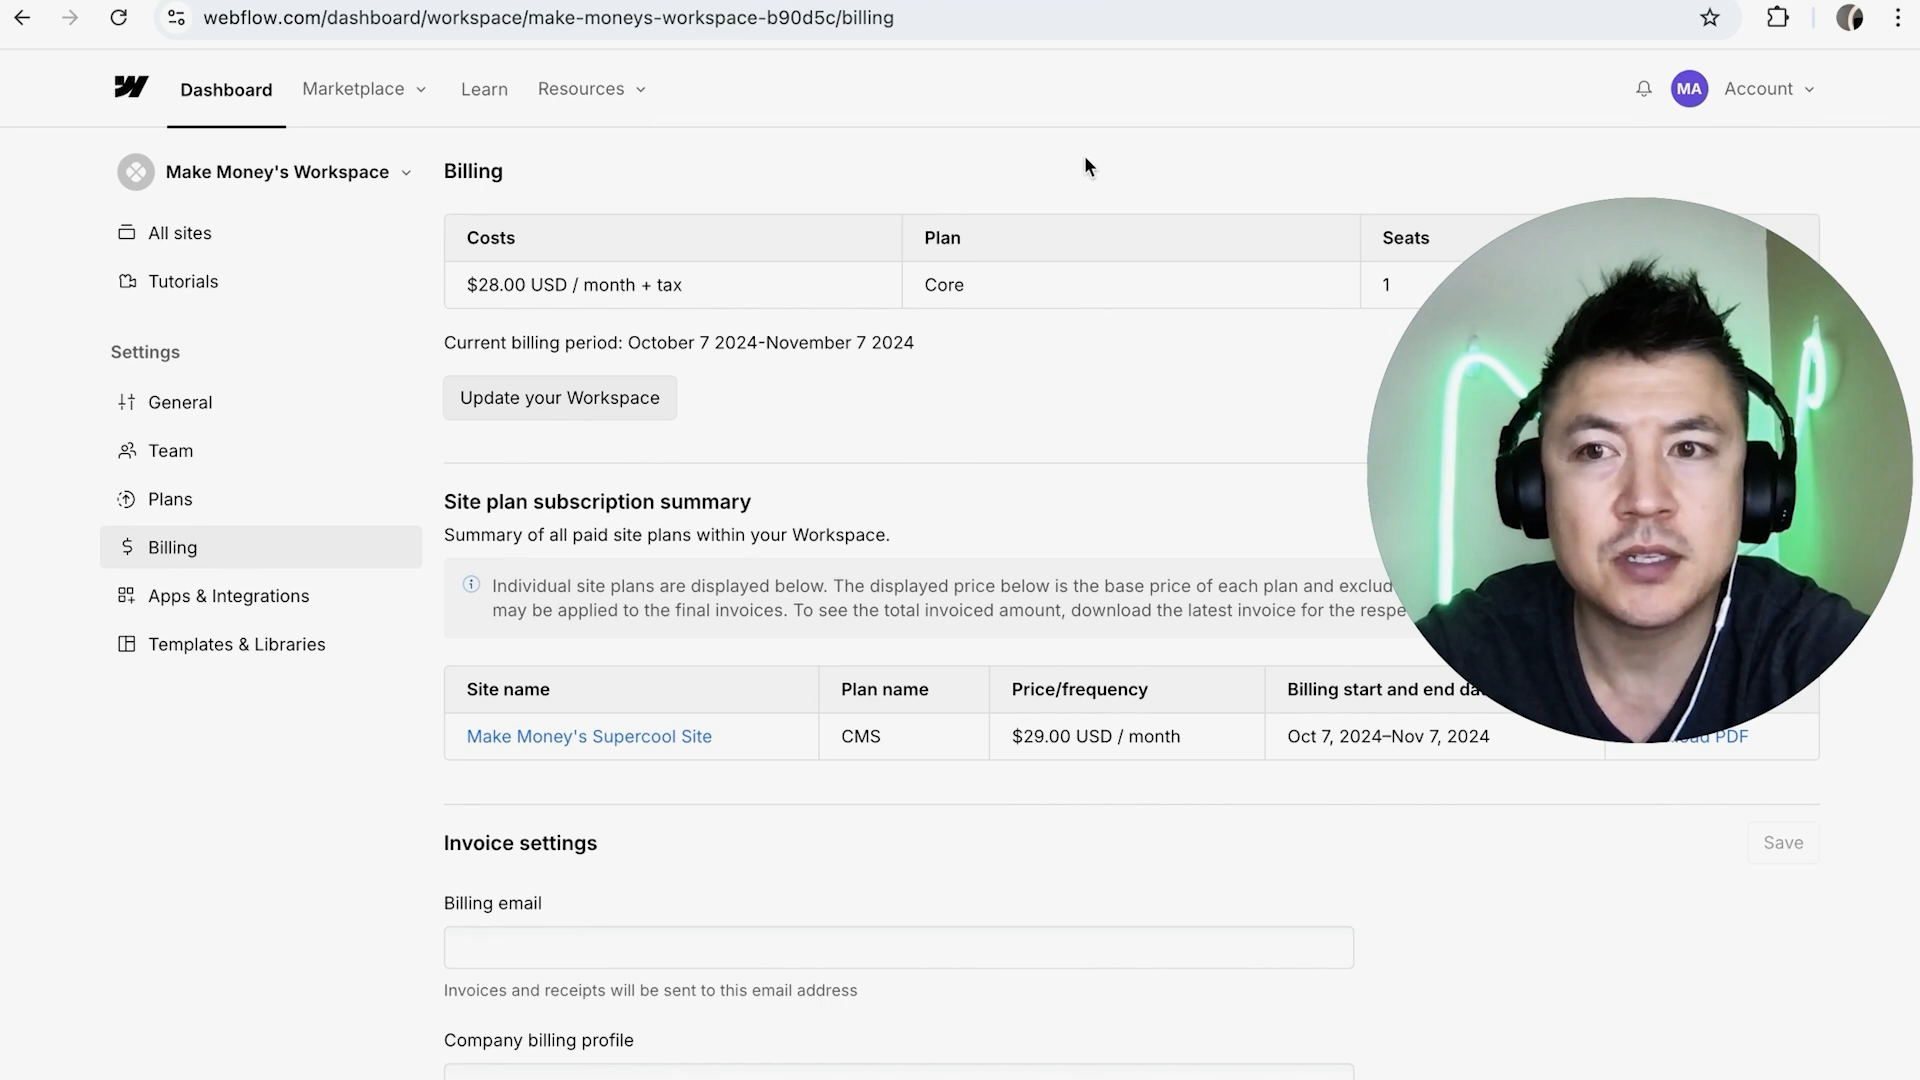 webflow.com/dashboard/workspace/make-moneys-workspace-b90d5c/billing
Dashboard
Marketplace
Learn
Resources
MA
Account
Make Money's Workspace
All sites
Tutorials
Settings
General
Team
Plans
Billing
Apps & Integrations
Templates & Libraries
Billing
Costs Plan Seats
$28.00 USD / month + tax Core 1
Current billing period: October 7 2024-November 7 2024
Update your Workspace
Site plan subscription summary
Summary of all paid site plans within your Workspace.
Individual site plans are displayed below. The displayed price below is the base price of each plan and
may be applied to the final invoices. To see the total invoiced amount, download the latest invoice for the
Site name Plan name Price/frequency Billing start and end
Make Money's Supercool Site CMS $29.00 USD / month Oct 7, 2024–Nov 7, 2024 PDF
Invoice settings
Save
Billing email
Invoices and receipts will be sent to this email address
Company billing profile